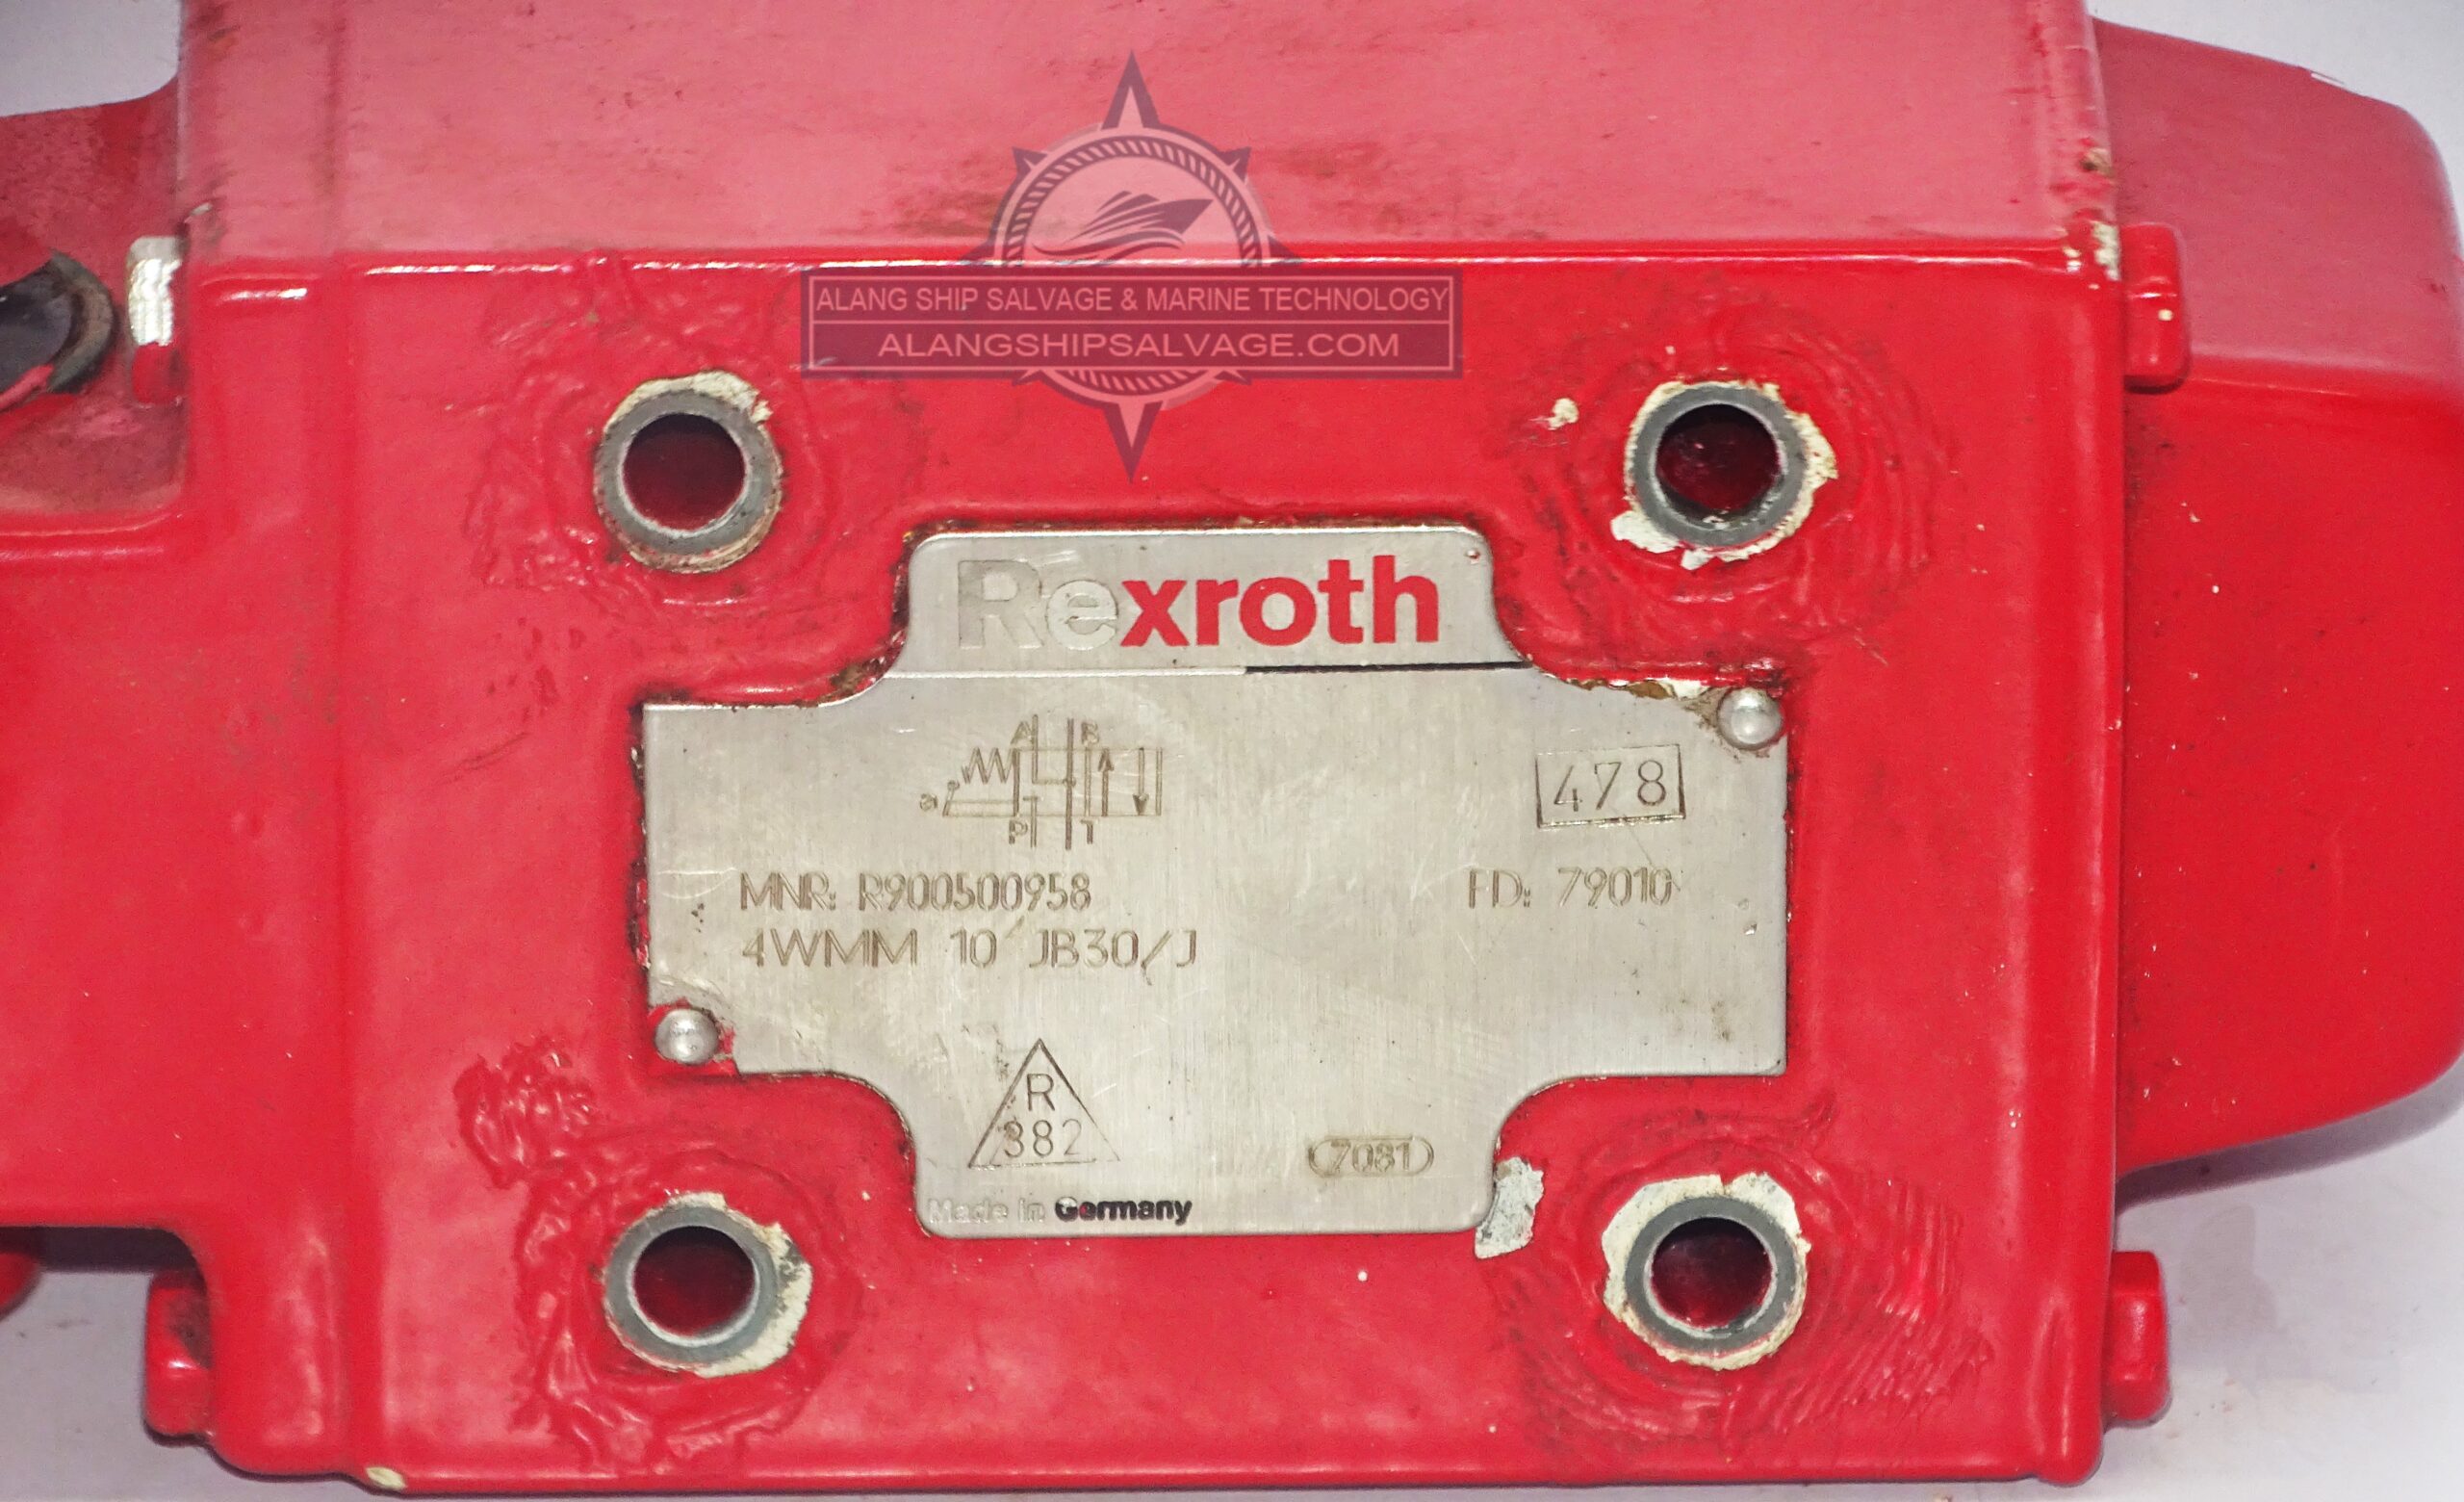 ALANG SHIP SALVAGE & MARINE TECHNOLOGY
ALANGSHIPSALVAGE.COM
Rexroth
A B
a
P T
478
MNR: R900500958 FD: 79010
4WMM 10 JB30/J
R
382
7081
Made in Germany